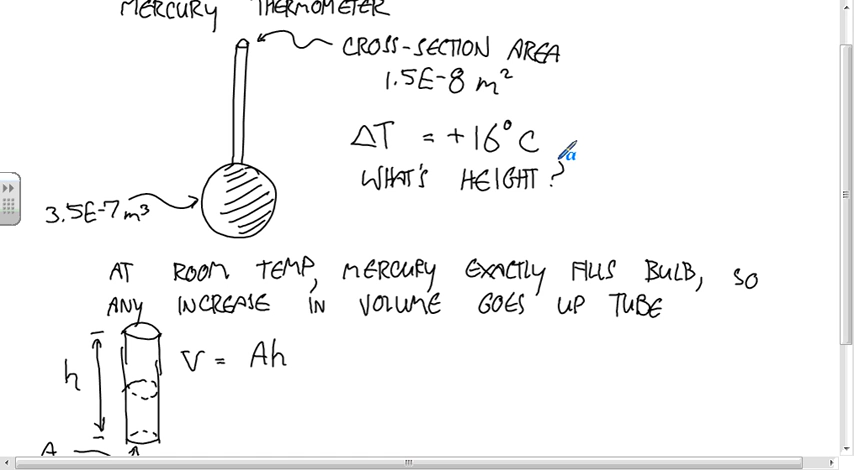 MERCURY THERMOMETER
CROSS-SECTION AREA
1.5E-8 m²
ΔT = +16°C
WHAT'S HEIGHT?
3.5E-7 m³
AT ROOM TEMP, MERCURY EXACTLY FILLS BULB, SO
ANY INCREASE IN VOLUME GOES UP TUBE
h
V = Ah
A